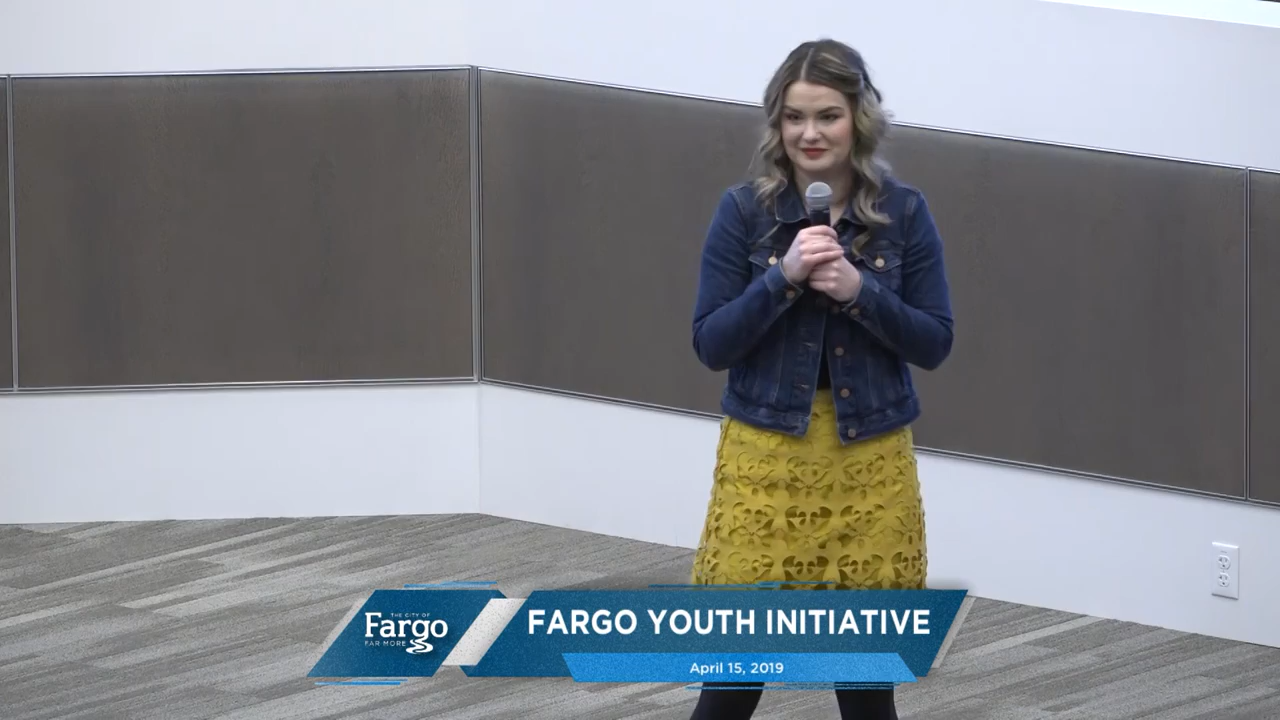 THE CITY OF
Fargo
FAR MORE
FARGO YOUTH INITIATIVE
April 15, 2019